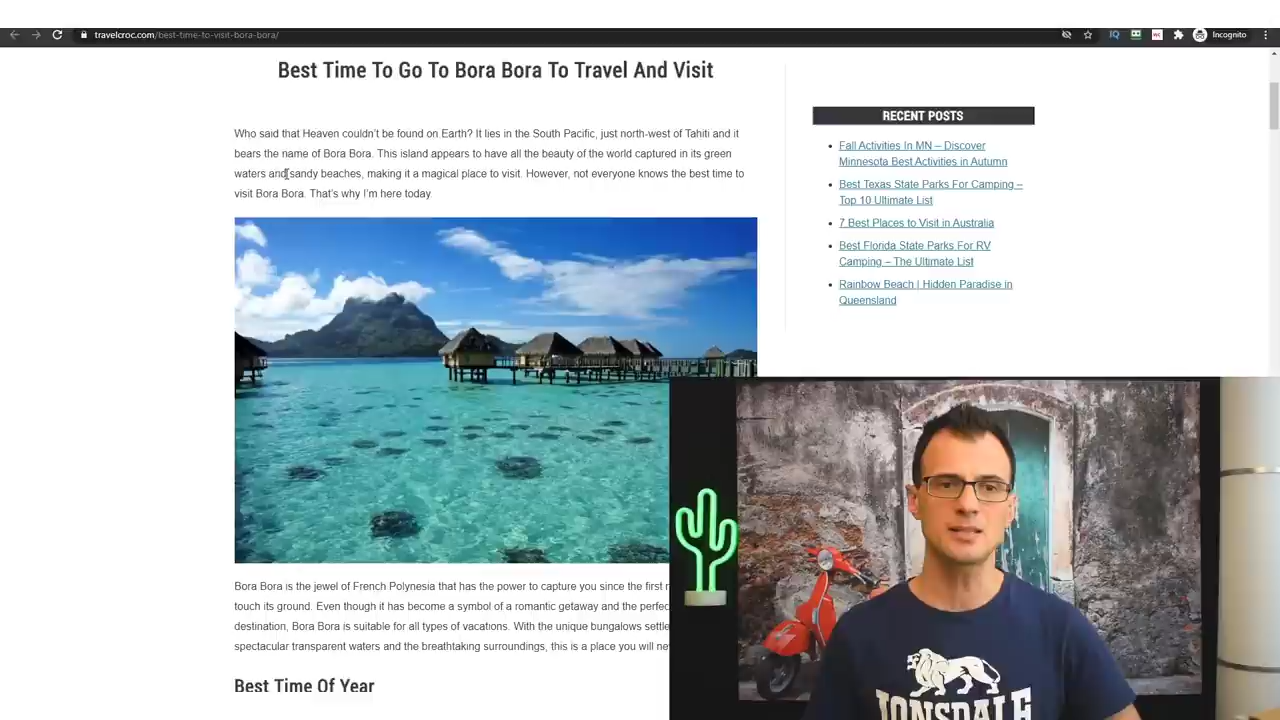 travelcroc.com/best-time-to-visit-bora-bora/
IQ
Incognito
Best Time To Go To Bora Bora To Travel And Visit
Who said that Heaven couldn't be found on Earth? It lies in the South Pacific, just north-west of Tahiti and it
bears the name of Bora Bora. This island appears to have all the beauty of the world captured in its green
waters and sandy beaches, making it a magical place to visit. However, not everyone knows the best time to
visit Bora Bora. That's why I'm here today.
RECENT POSTS
Fall Activities In MN – Discover
Minnesota Best Activities in Autumn
Best Texas State Parks For Camping –
Top 10 Ultimate List
7 Best Places to Visit in Australia
Best Florida State Parks For RV
Camping – The Ultimate List
Rainbow Beach | Hidden Paradise in
Queensland
Bora Bora is the jewel of French Polynesia that has the power to capture you since the first
touch its ground. Even though it has become a symbol of a romantic getaway and the
destination, Bora Bora is suitable for all types of vacations. With the unique bungalows
spectacular transparent waters and the breathtaking surroundings, this is a place you will
Best Time Of Year
LONSDALE